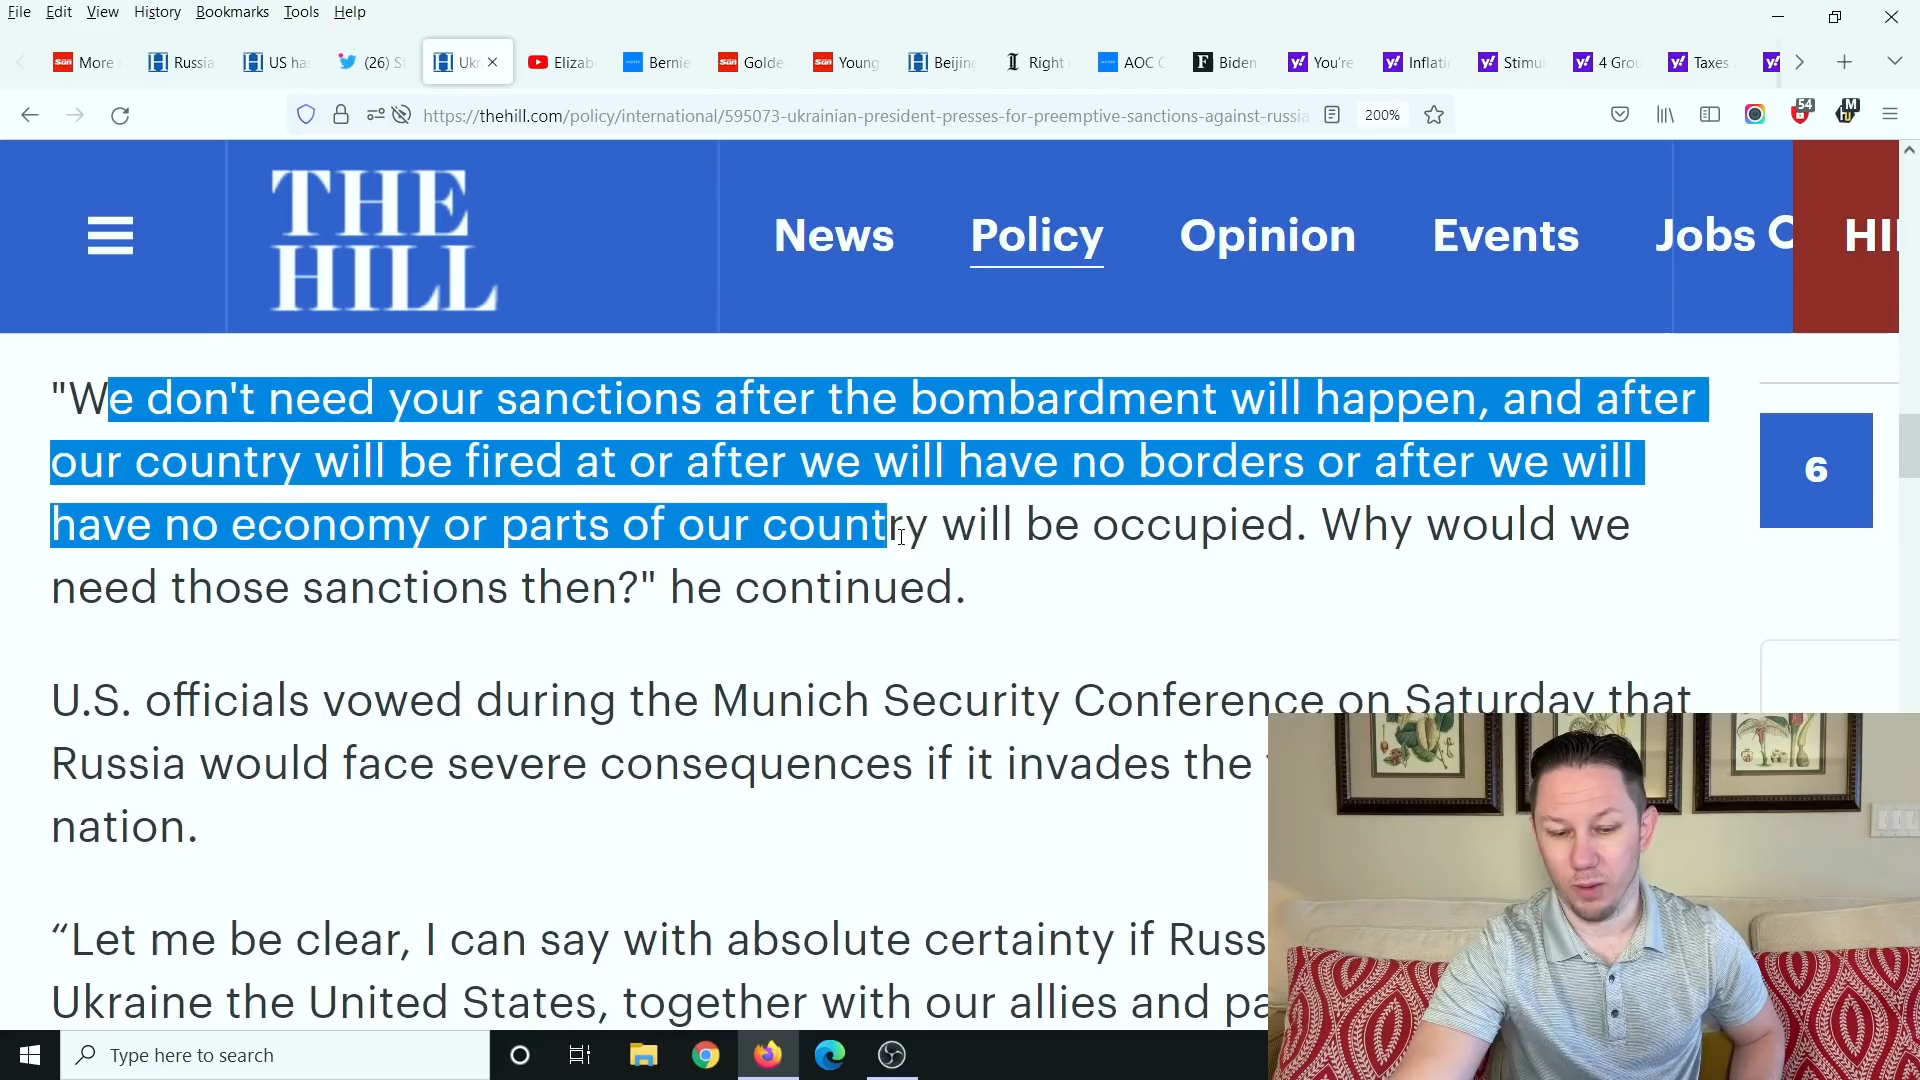 File Edit View History Bookmarks Tools Help
More Russia US ha (26) S Ukr Elizab Bernie Golde Young Beijing Right AOC C Biden You're Inflati Stimul 4 Grou Taxes
https://thehill.com/policy/international/595073-ukrainian-president-presses-for-preemptive-sanctions-against-russia 200% 54 M
THE
HILL
News Policy Opinion Events Jobs
"We don't need your sanctions after the bombardment will happen, and after
our country will be fired at or after we will have no borders or after we will
have no economy or parts of our country will be occupied. Why would we
need those sanctions then?" he continued.
6
U.S. officials vowed during the Munich Security Conference on Saturday that
Russia would face severe consequences if it invades the
nation.
“Let me be clear, I can say with absolute certainty if Russ
Ukraine the United States, together with our allies and pa
Type here to search